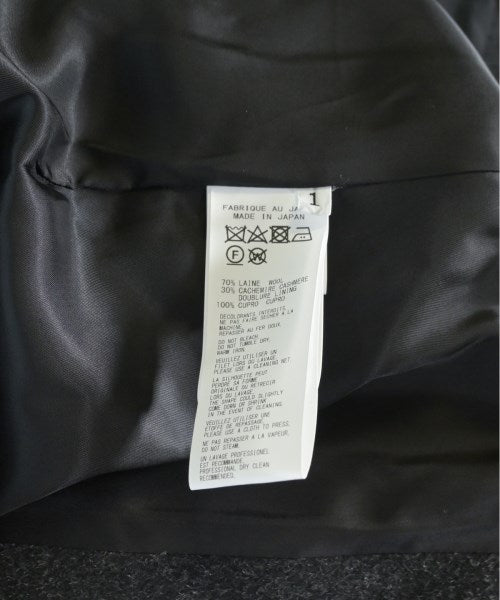 1
FABRIQUE AU JA
MADE IN JAPAN
F W
70% LAINE WOOL
30% CACHEMIRE CASHMERE
DOUBLURE LINING
100% CUPRO CUPRO
DECOLORANTS INTERDITS
NE PAS FAIRE SECHER A LA
MACHINE.
REPASSER AU FER DOUX.
DO NOT BLEACH
DO NOT TUMBLE DRY.
WARM IRON.
VEUILLEZ UTILISER UN
FILET LORS DU LAVAGE.
PLEASE USE A CLEANING NET
LA SILHOUETTE PEUT
PERDRE SA FORME
ORIGINALE OU RETRECIR
LORS DU LAVAGE.
THE SHAPE COULD SLIGHTLY
COME DOWN OR SHRINK
IN THE EVENT OF CLEANING.
VEUILLEZ UTILISER UNE
ETOFFE DE REPASSAGE.
PLEASE USE A CLOTH TO PRESS.
NE PAS REPASSER A LA VAPEUR.
DO NOT STEAM.
UN LAVAGE PROFESSIONEL
EST RECOMMANDE.
PROFESSIONAL DRY CLEAN
RECOMMENDED.